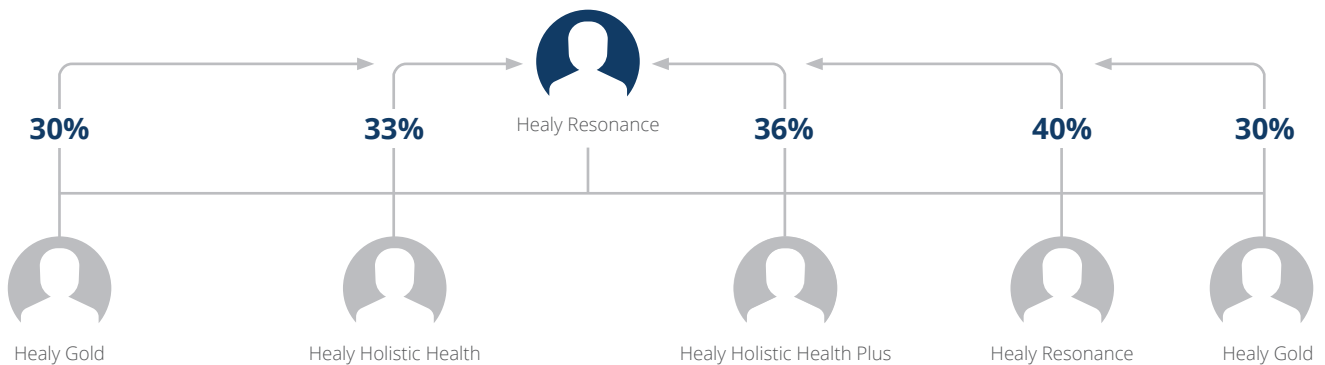 Healy Resonance
30%
33%
36%
40%
30%
Healy Gold
Healy Holistic Health
Healy Holistic Health Plus
Healy Resonance
Healy Gold